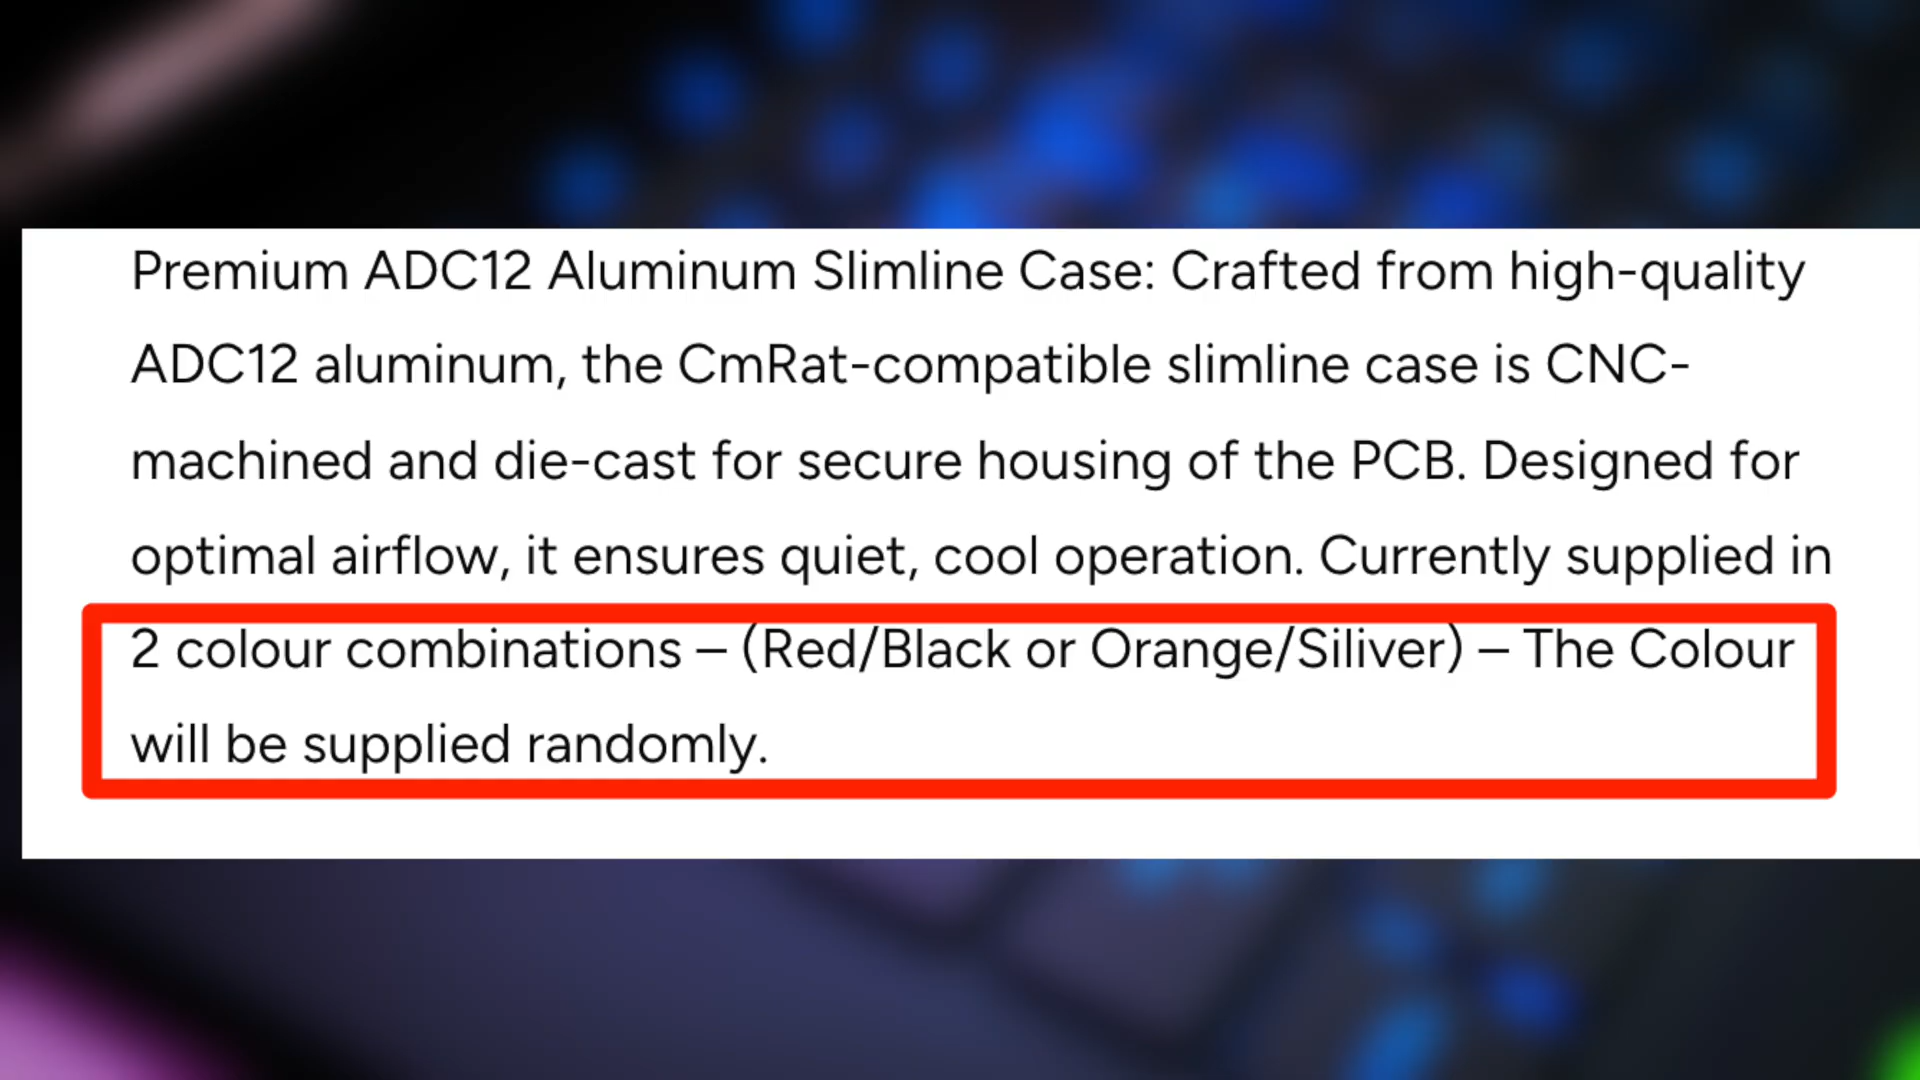 Premium ADC12 Aluminum Slimline Case: Crafted from high-quality
ADC12 aluminum, the CmRat-compatible slimline case is CNC-
machined and die-cast for secure housing of the PCB. Designed for
optimal airflow, it ensures quiet, cool operation. Currently supplied in
2 colour combinations – (Red/Black or Orange/Siliver) – The Colour
will be supplied randomly.